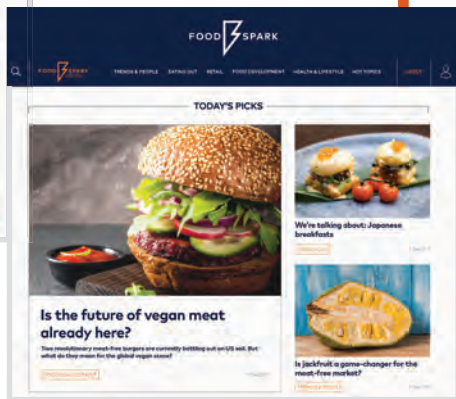 FOOD SPARK
FOOD SPARK TRENDS & PEOPLE EATING OUT RETAIL FOOD DEVELOPMENT HEALTH & LIFESTYLE HOT TOPICS
TODAY'S PICKS
Is the future of vegan meat
already here?
Two revolutionary meat-free burgers are currently battling out on US soil. But
what do they mean for the global vegan scene?
We're talking about: Japanese
breakfasts
Is jackfruit a game-changer for the
meat-free market?